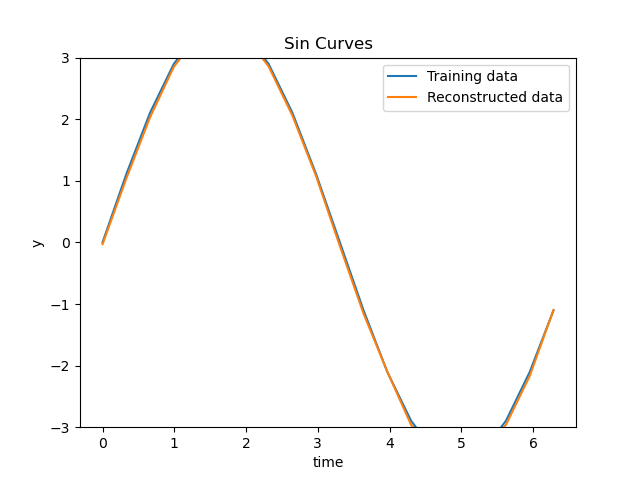 Sin Curves
Training data
Reconstructed data
3
2
1
0
−1
−2
−3
y
0 1 2 3 4 5 6
time